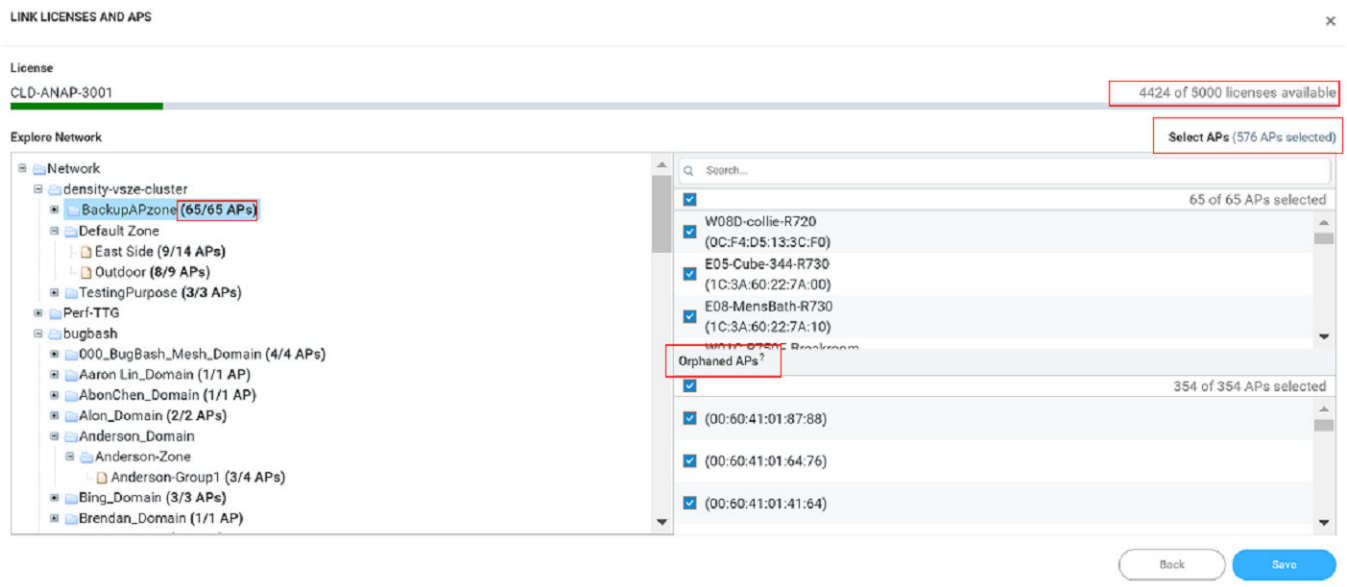 LINK LICENSES AND APS
×
License
CLD-ANAP-3001
4424 of 5000 licenses available
Explore Network
Select APs (576 APs selected)
Network
density-vsze-cluster
BackupAPzone (65/65 APs)
Default Zone
East Side (9/14 APs)
Outdoor (8/9 APs)
TestingPurpose (3/3 APs)
Perf-TTG
bugbash
000_BugBash_Mesh_Domain (4/4 APs)
Aaron Lin_Domain (1/1 AP)
AbonChen_Domain (1/1 AP)
Alon_Domain (2/2 APs)
Anderson_Domain
Anderson-Zone
Anderson-Group1 (3/4 APs)
Bing_Domain (3/3 APs)
Brendan_Domain (1/1 AP)
Search...
65 of 65 APs selected
W08D-collie-R720
(0C:F4:D5:13:3C:F0)
E05-Cube-344-R730
(1C:3A:60:22:7A:00)
E08-MensBath-R730
(1C:3A:60:22:7A:10)
Orphaned APs?
354 of 354 APs selected
(00:60:41:01:87:88)
(00:60:41:01:64:76)
(00:60:41:01:41:64)
Back
Save